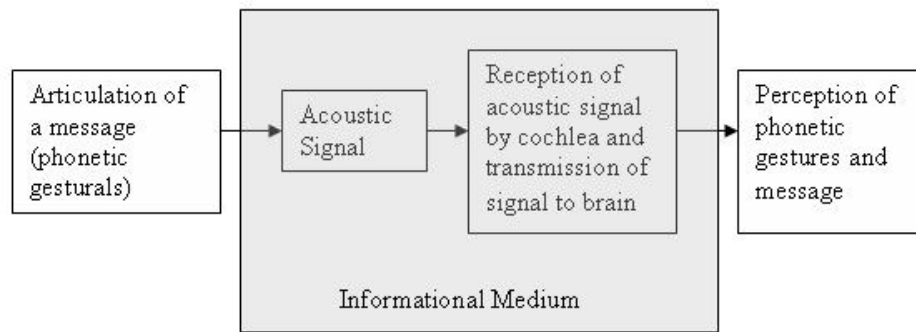 Articulation of
a message
(phonetic
gesturals)
Acoustic
Signal
Reception of
acoustic signal
by cochlea and
transmission of
signal to brain
Perception of
phonetic
gestures and
message
Informational Medium